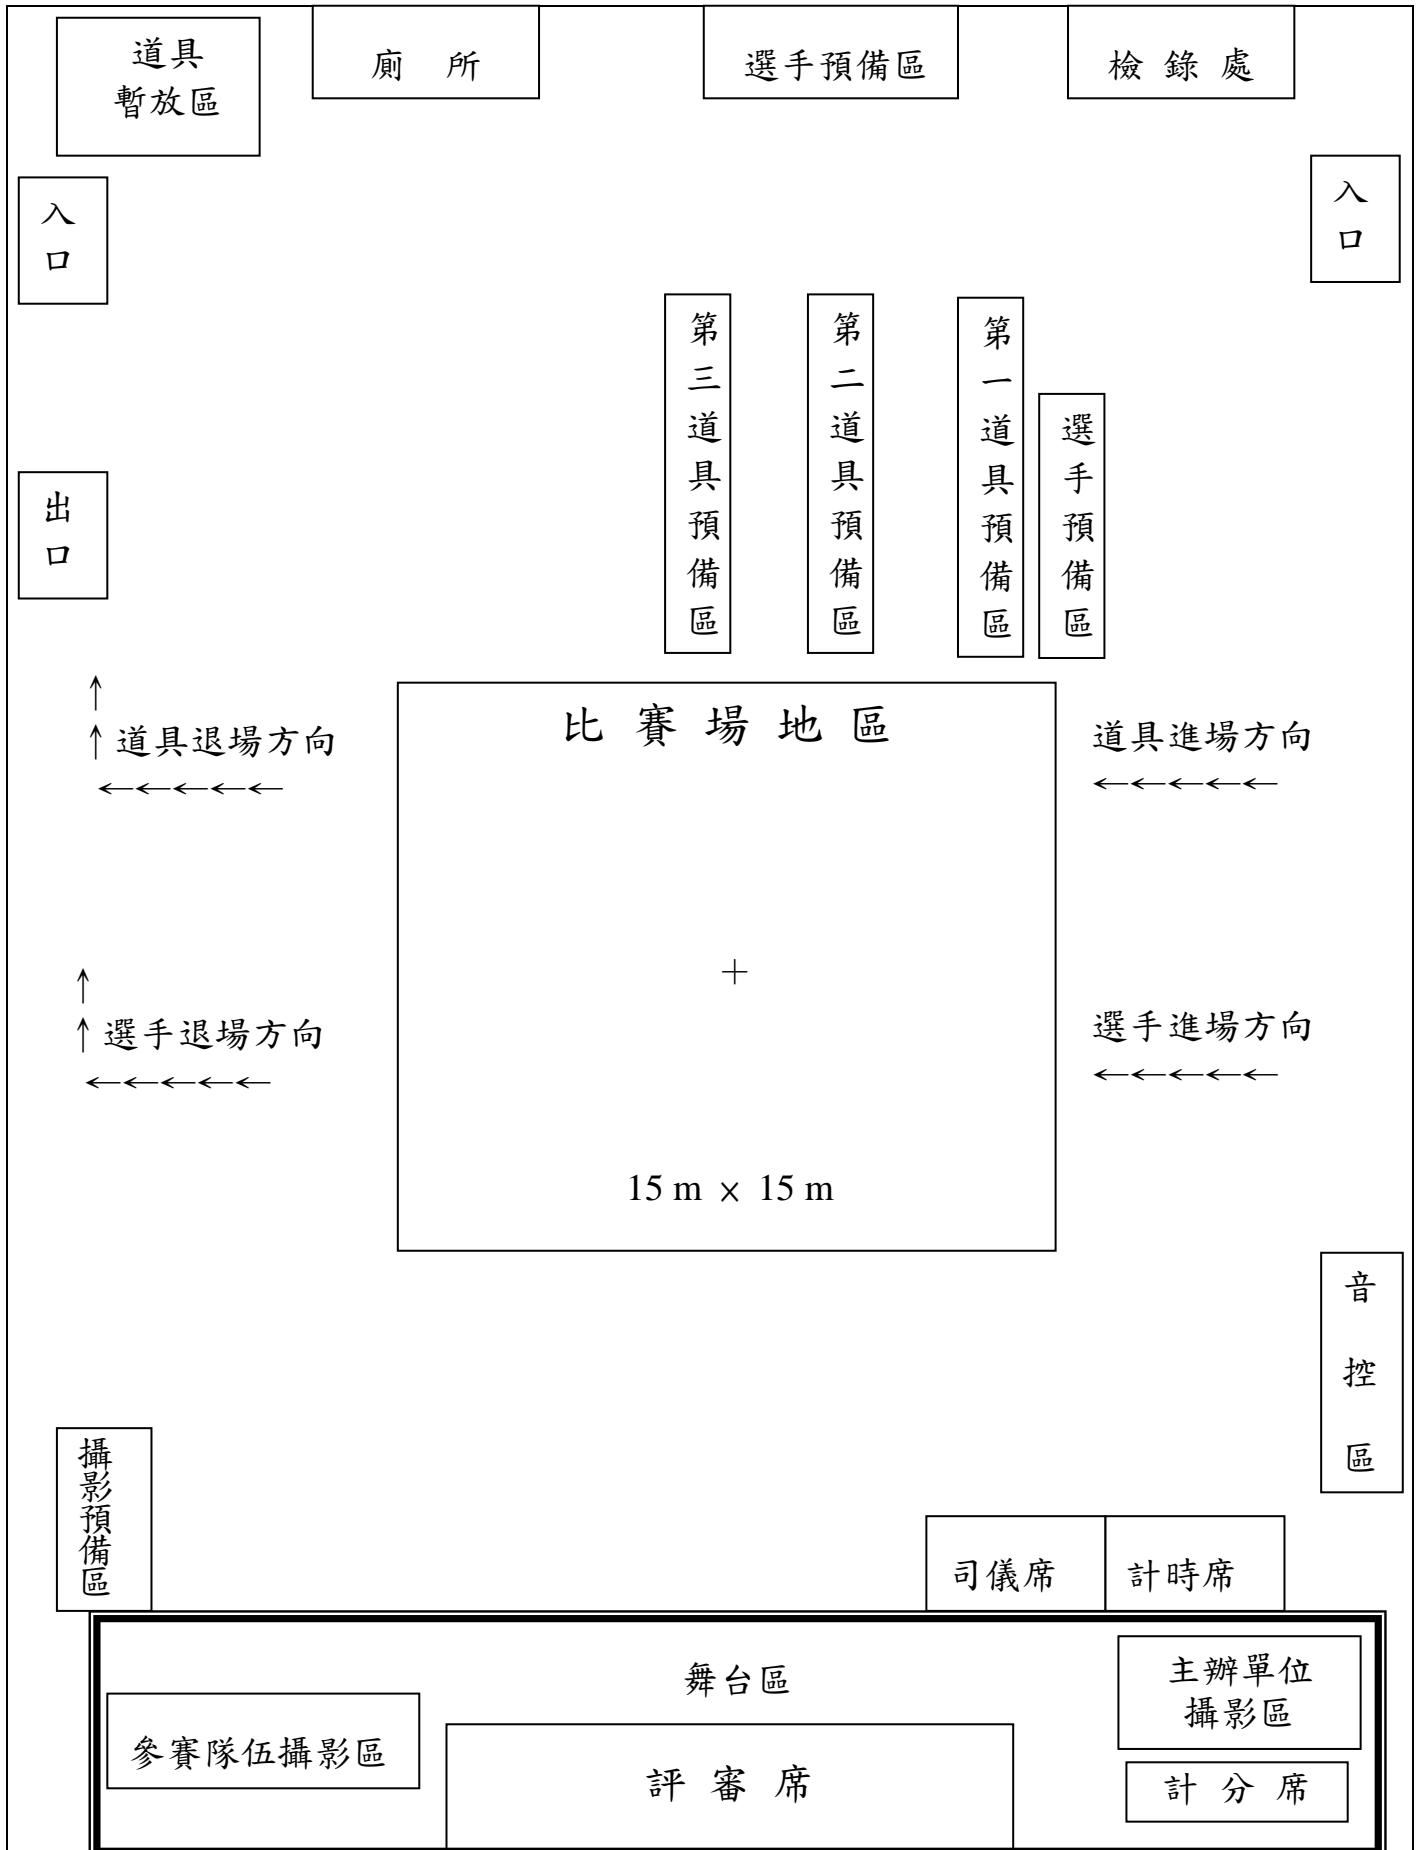 道具
暫放區
廁 所
選手預備區
檢 錄 處
入口
入口
第三道具預備區
第二道具預備區
第一道具預備區
選手預備區
出口
↑
↑道具退場方向
←←←←←
比 賽 場 地 區
道具進場方向
←←←←←
＋
↑
↑選手退場方向
←←←←←
選手進場方向
←←←←←
15 m × 15 m
音控區
攝影預備區
司儀席
計時席
舞台區
主辦單位
攝影區
參賽隊伍攝影區
評 審 席
計 分 席